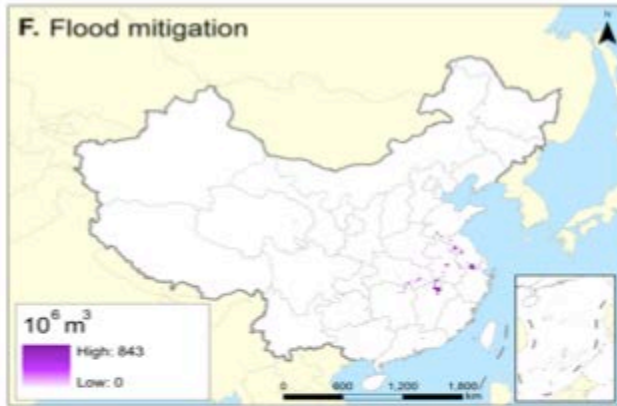 F. Flood mitigation
N
10⁶ m³
High: 843
Low: 0
0 600 1,200 1,800
km